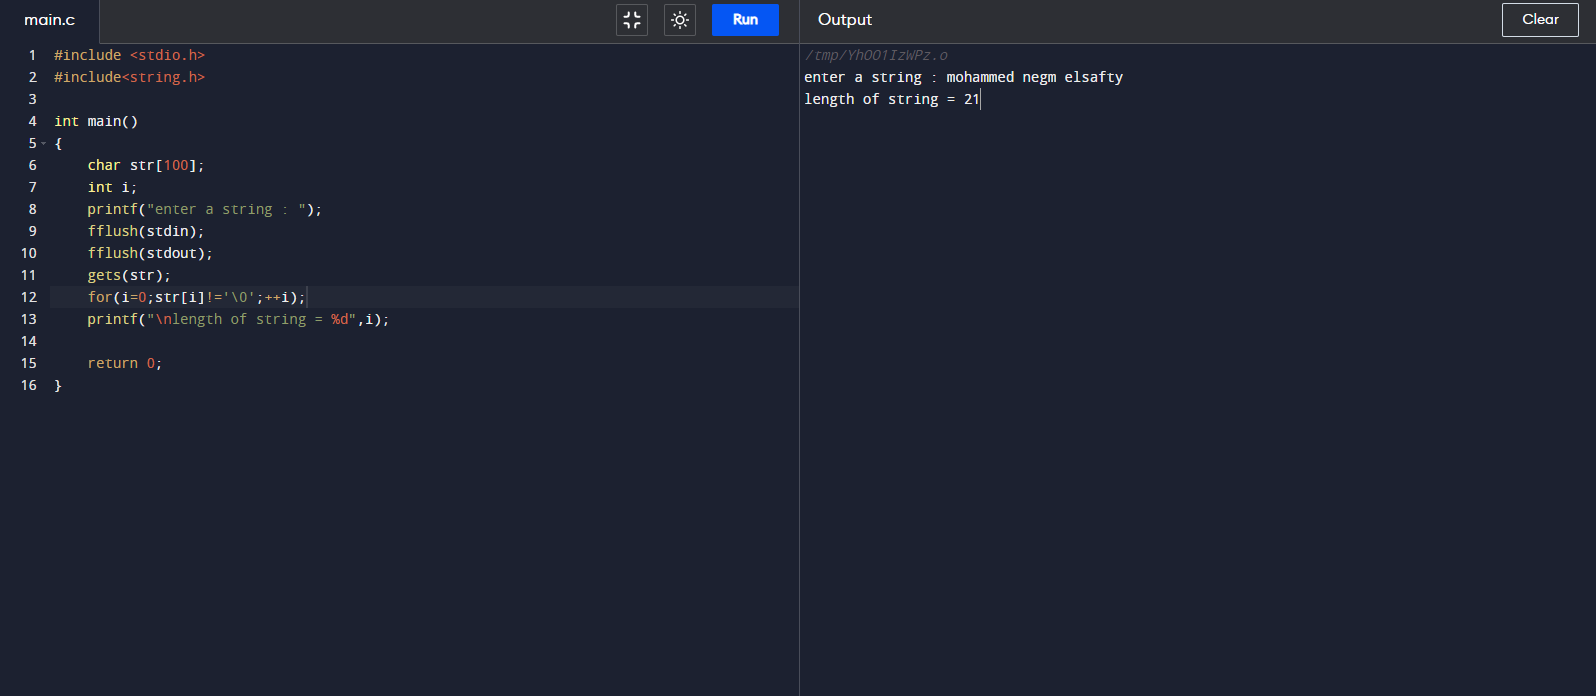 main.c
Run
Output
Clear
1 #include <stdio.h>
2 #include<string.h>
3
4 int main()
5 {
6     char str[100];
7     int i;
8     printf("enter a string : ");
9     fflush(stdin);
10     fflush(stdout);
11     gets(str);
12     for(i=0;str[i]!='\0';++i);
13     printf("\nlength of string = %d",i);
14
15     return 0;
16 }
/tmp/YhOO1IzWPz.o
enter a string : mohammed negm elsafty
length of string = 21